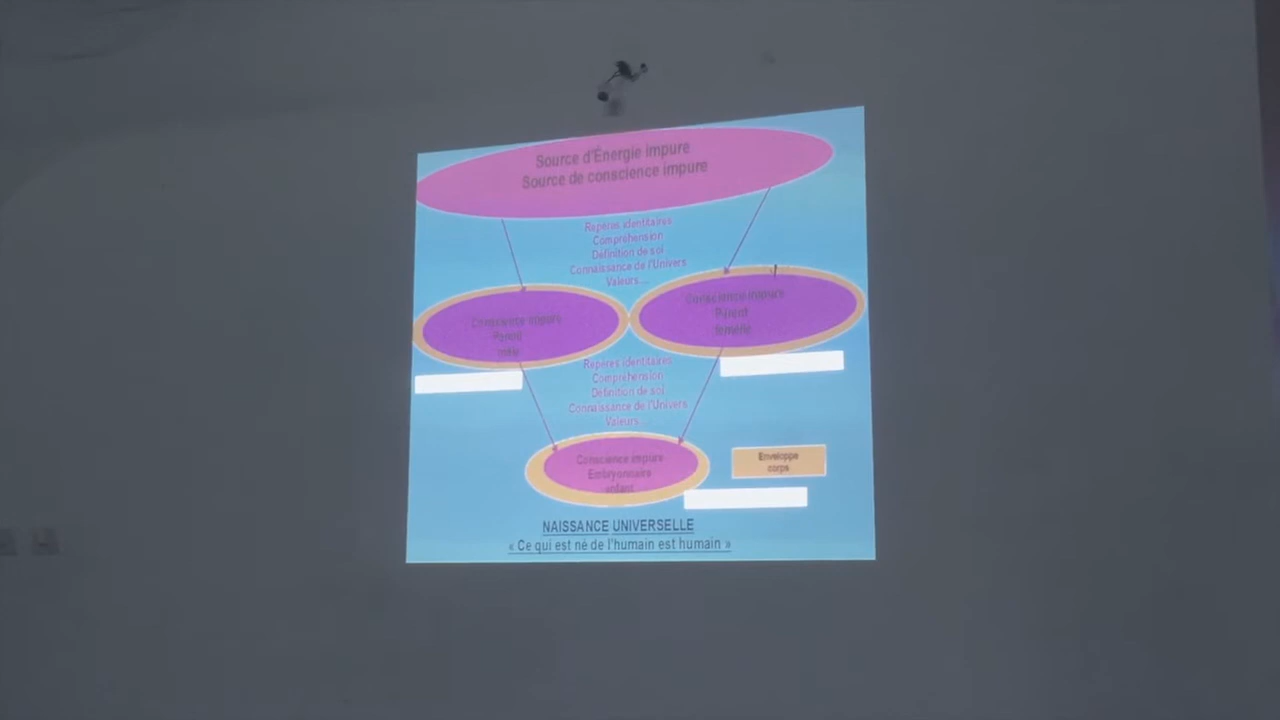 Source d'Énergie impure
Source de conscience impure
Repères identitaires
Compréhension
Définition de soi
Connaissance de l'Univers
Valeurs...
Conscience impure
Parent
mâle
Conscience impure
Parent
femelle
Repères identitaires
Compréhension
Définition de soi
Connaissance de l'Univers
Valeurs...
Conscience impure
Embryonnaire
enfant
Enveloppe
corps
NAISSANCE UNIVERSELLE
« Ce qui est né de l'humain est humain »